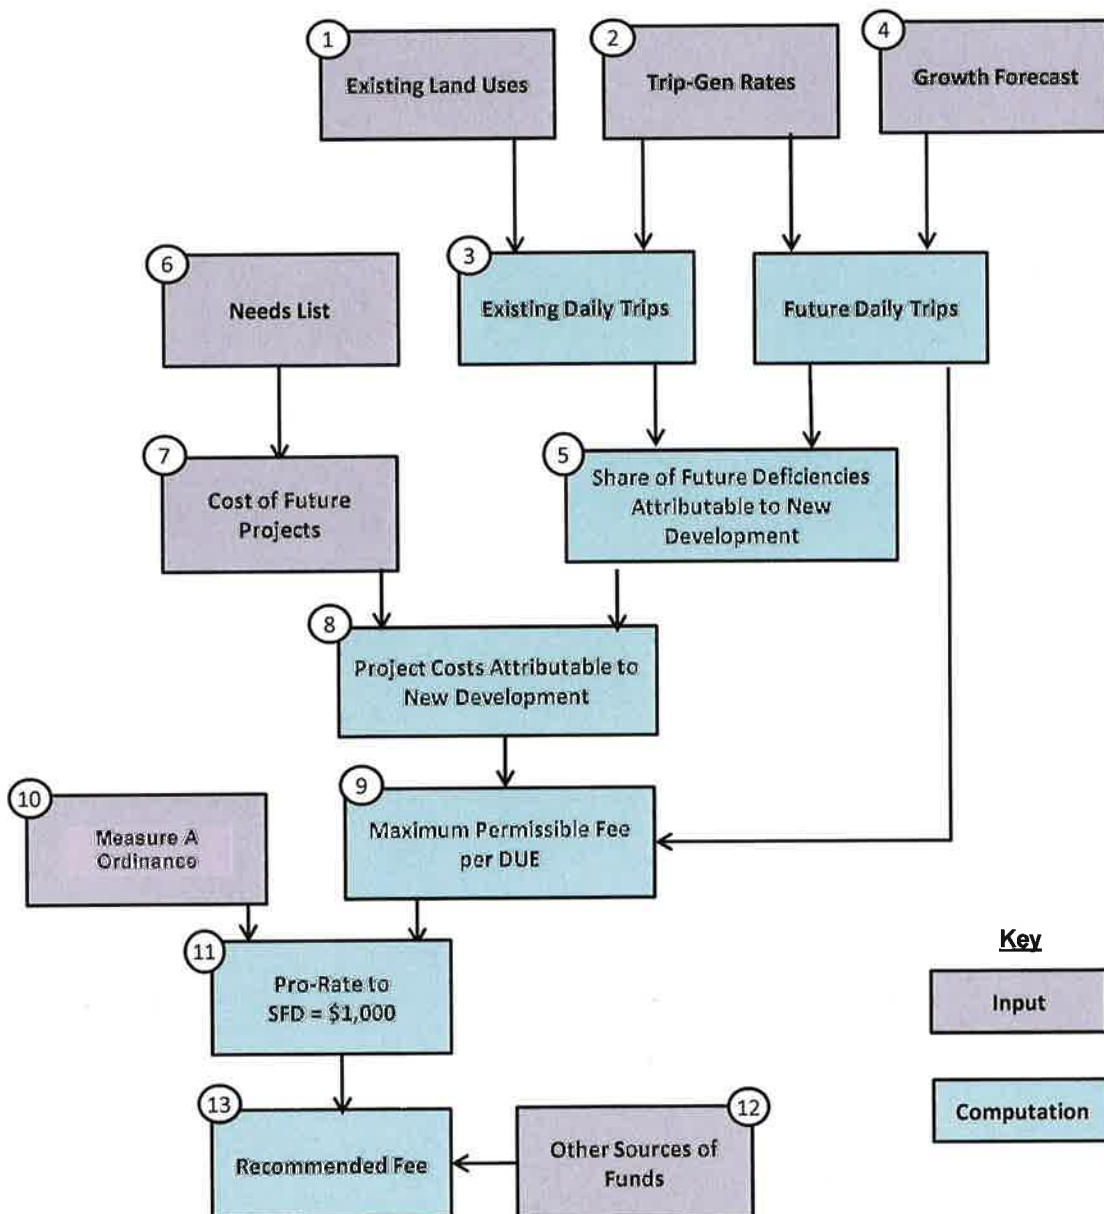 1
Existing Land Uses
2
Trip-Gen Rates
4
Growth Forecast
6
Needs List
3
Existing Daily Trips
Future Daily Trips
7
Cost of Future
Projects
5
Share of Future Deficiencies
Attributable to New
Development
8
Project Costs Attributable to
New Development
10
Measure A
Ordinance
9
Maximum Permissible Fee
per DUE
11
Pro-Rate to
SFD = $1,000
13
Recommended Fee
12
Other Sources of
Funds
Key
Input
Computation